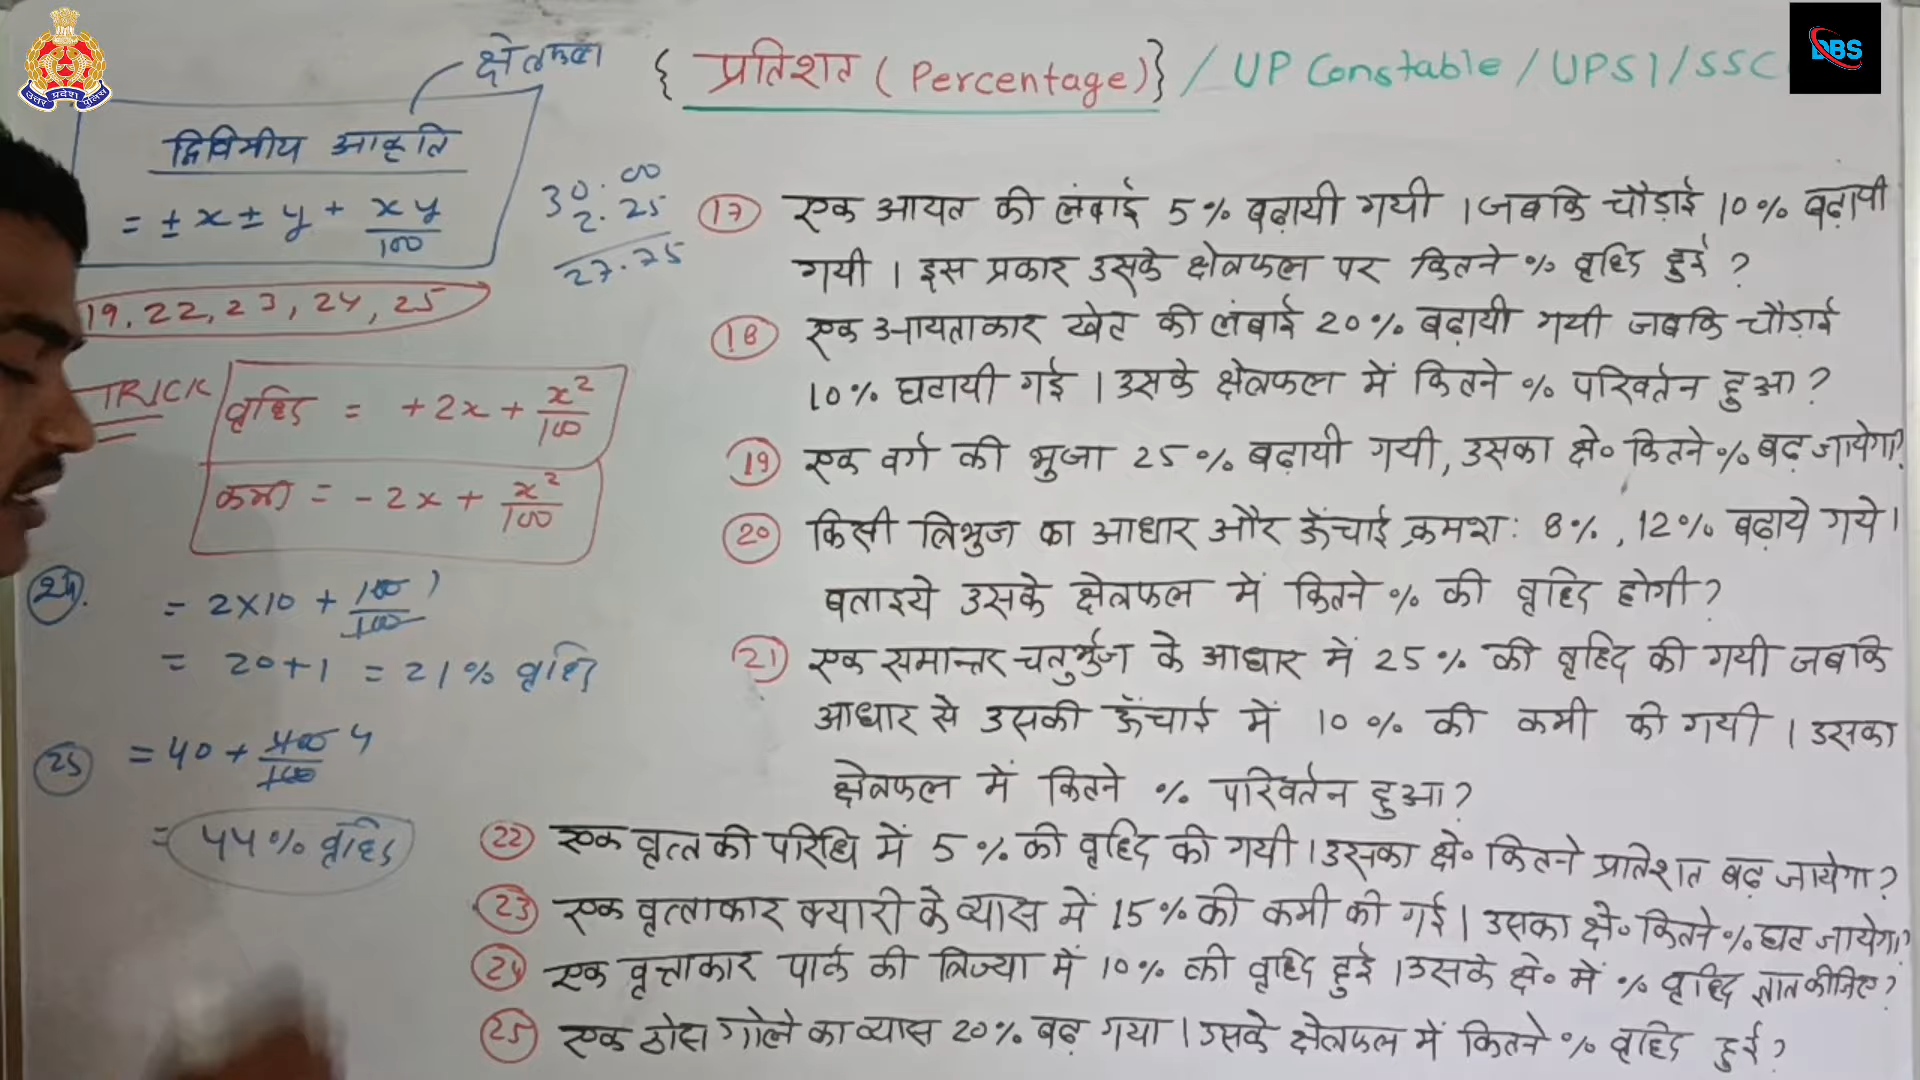 उत्तर प्रदेश पुलिस
क्षेत्रफल
{ प्रतिशत ( Percentage ) } / UP Constable / UPSI / SSC
DBS
द्विविमीय आकृति
= ± x ± y + xy/100
30.00
2.25
27.75
19, 22, 23, 24, 25
TRICK
वृद्धि = +2x + x²/100
कमी = -2x + x²/100
24. = 2×10 + 100/100 1
= 20+1 = 21% वृद्धि
25 = 40 + 400/100 4
= 44% वृद्धि
17 एक आयत की लंबाई 5% बढ़ायी गयी । जबकि चौड़ाई 10% बढ़ायी
गयी । इस प्रकार उसके क्षेत्रफल पर कितने % वृद्धि हुई ?
18 एक आयताकार खेत की लंबाई 20% बढ़ायी गयी जबकि चौड़ाई
10% घटायी गई । उसके क्षेत्रफल में कितने % परिवर्तन हुआ ?
19 एक वर्ग की भुजा 25% बढ़ायी गयी, उसका क्षे० कितने % बढ़ जायेगा?
20 किसी त्रिभुज का आधार और ऊँचाई क्रमश: 8%, 12% बढ़ाये गये ।
बताइये उसके क्षेत्रफल में कितने % की वृद्धि होगी ?
21 एक समान्तर चतुर्भुज के आधार में 25% की वृद्धि की गयी जबकि
आधार से उसकी ऊँचाई में 10% की कमी की गयी । उसका
क्षेत्रफल में कितने % परिवर्तन हुआ ?
22 एक वृत्त की परिधि में 5% की वृद्धि की गयी । उसका क्षे० कितने प्रतिशत बढ़ जायेगा ?
23 एक वृत्ताकार क्यारी के व्यास में 15% की कमी की गई । उसका क्षे० कितने % घट जायेगा?
24 एक वृत्ताकार पार्क की त्रिज्या में 10% की वृद्धि हुई । उसके क्षे० में % वृद्धि ज्ञात कीजिए ?
25 एक ठोस गोले का व्यास 20% बढ़ गया । उसके क्षेत्रफल में कितने % वृद्धि हुई ?